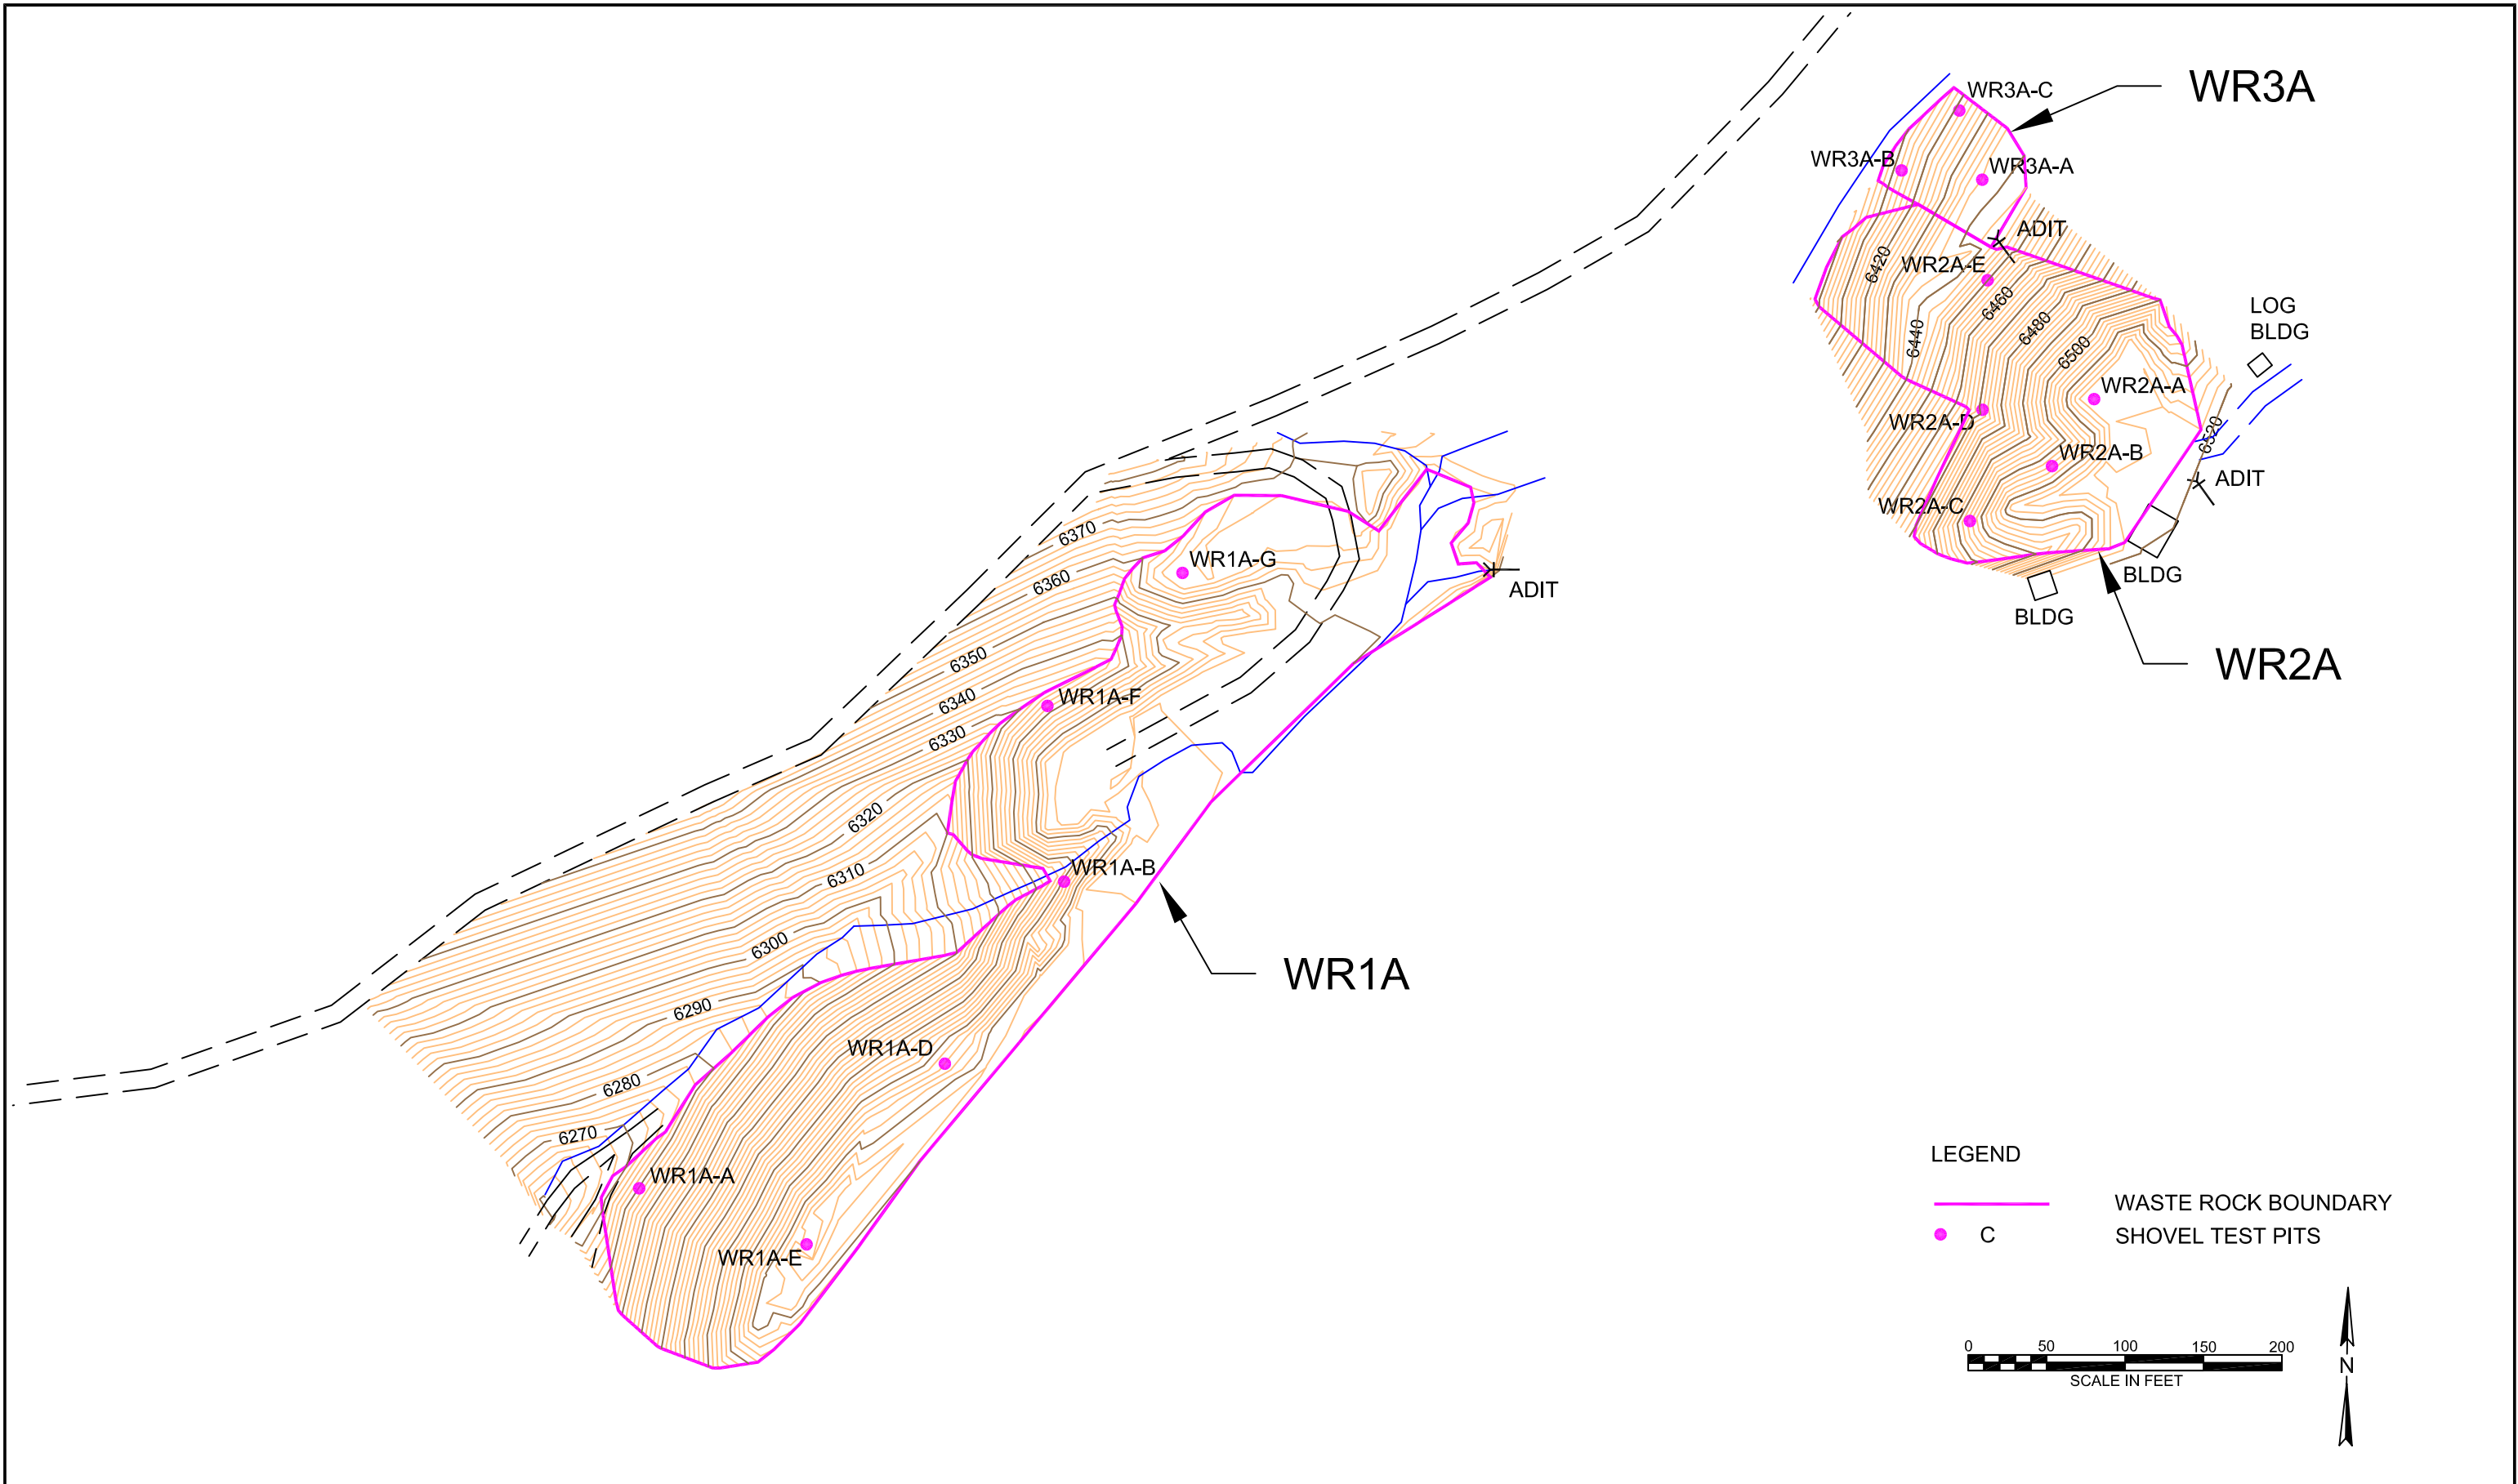 WR3A
WR3A-C
WR3A-B
WR3A-A
ADIT
6420
WR2A-E
6460
6440
6480
6500
LOG
BLDG
WR2A-A
WR2A-D
6520
WR2A-B
ADIT
WR2A-C
BLDG
BLDG
WR2A
6370
WR1A-G
6360
ADIT
6350
6340
WR1A-F
6330
6320
WR1A-B
6310
6300
WR1A
6290
WR1A-D
6280
6270
WR1A-A
WR1A-E
LEGEND
WASTE ROCK BOUNDARY
C SHOVEL TEST PITS
0 50 100 150 200
SCALE IN FEET
N